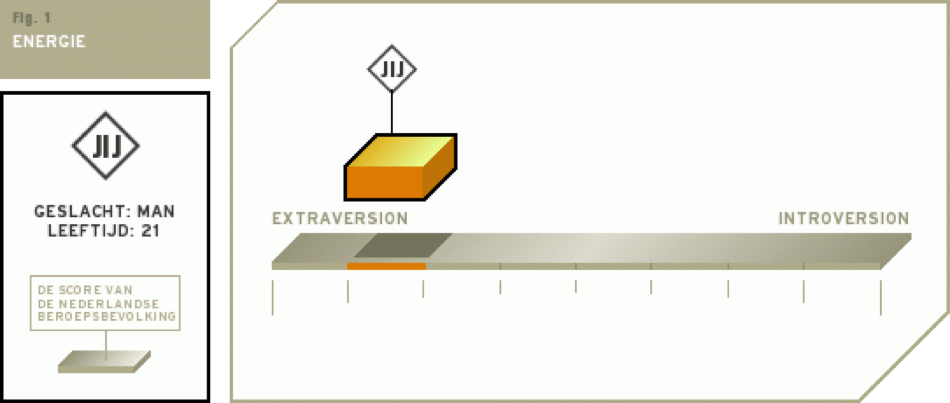 Fig. 1
ENERGIE
JIJ
GESLACHT: MAN
LEEFTIJD: 21
DE SCORE VAN
DE NEDERLANDSE
BEROEPSBEVOLKING
JIJ
EXTRAVERSION
INTROVERSION